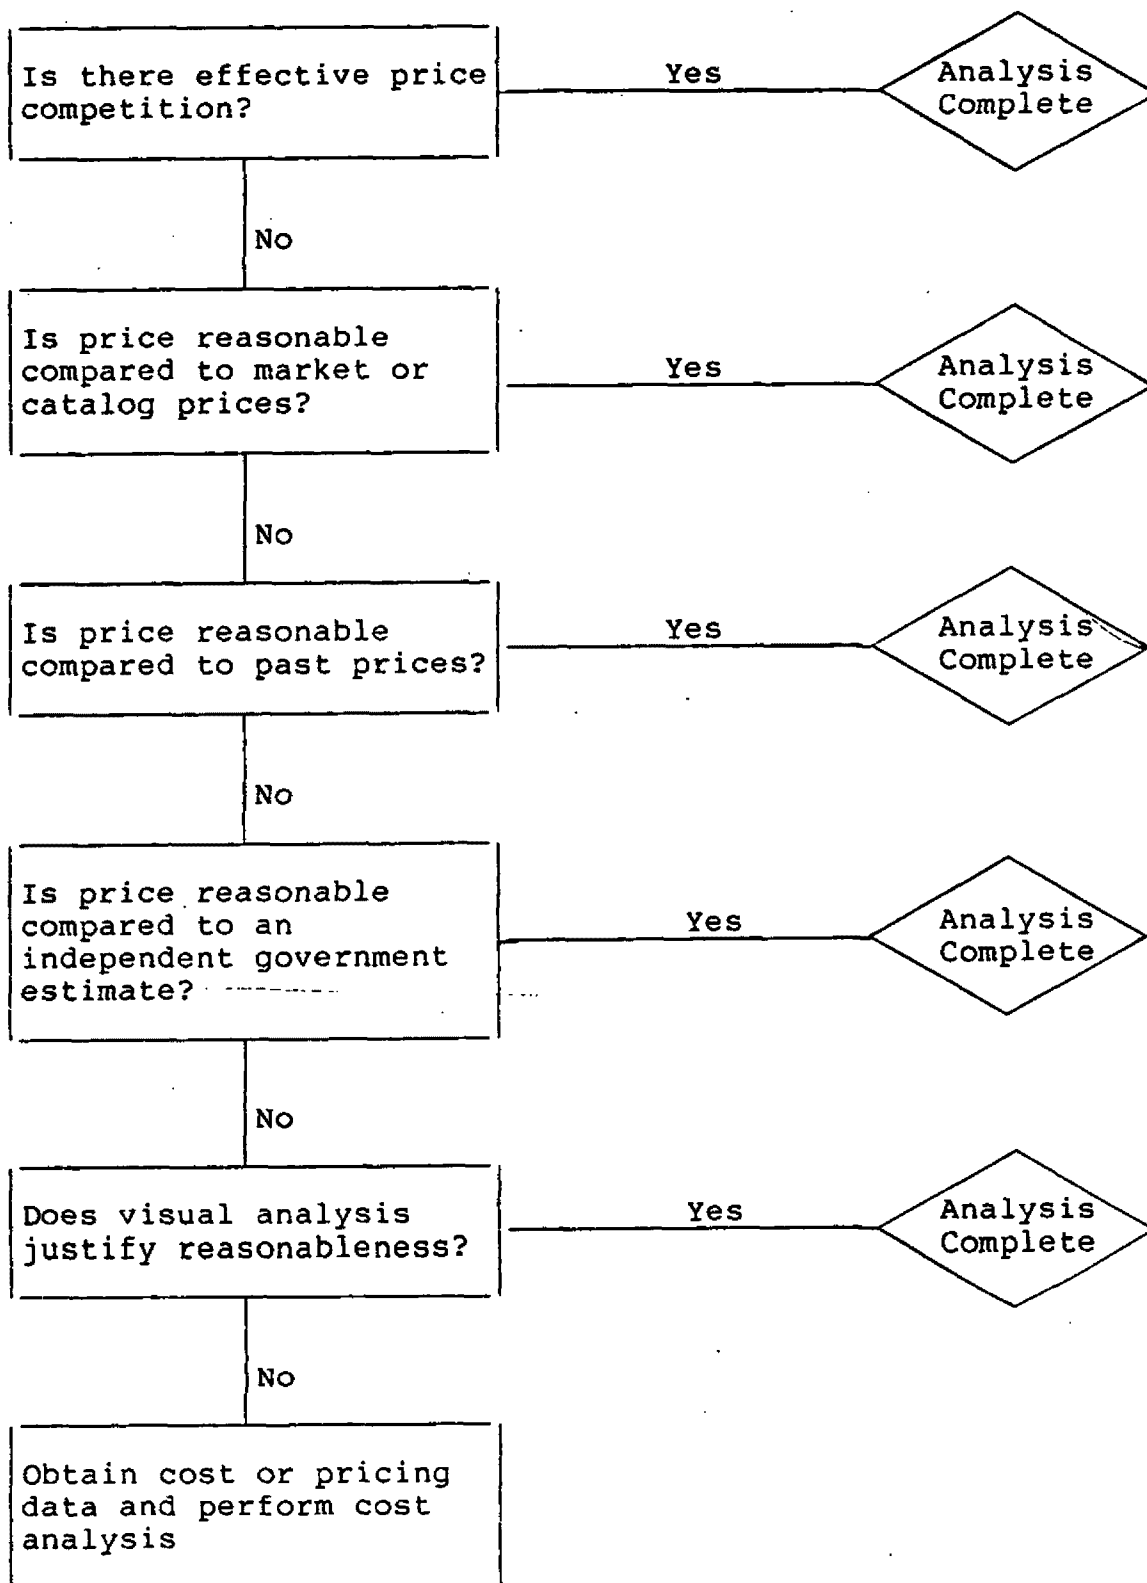 Is there effective price
competition?
Yes
Analysis
Complete
No
Is price reasonable
compared to market or
catalog prices?
Yes
Analysis
Complete
No
Is price reasonable
compared to past prices?
Yes
Analysis
Complete
No
Is price reasonable
compared to an
independent government
estimate?
Yes
Analysis
Complete
No
Does visual analysis
justify reasonableness?
Yes
Analysis
Complete
No
Obtain cost or pricing
data and perform cost
analysis